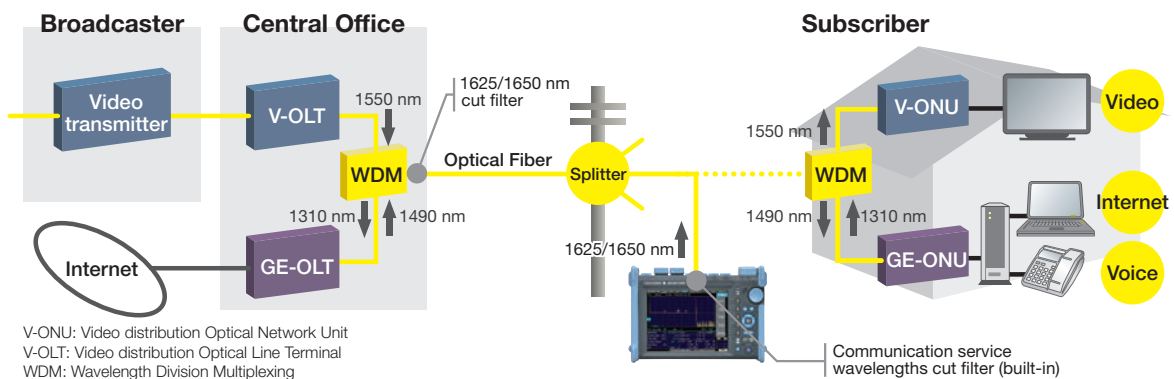 Broadcaster
Central Office
Subscriber
Video
transmitter
V-OLT
1550 nm
1625/1650 nm
cut filter
WDM
Optical Fiber
Splitter
1310 nm
1490 nm
Internet
GE-OLT
1625/1650 nm
V-ONU
1550 nm
WDM
1490 nm
1310 nm
GE-ONU
Video
Internet
Voice
Communication service
wavelengths cut filter (built-in)
V-ONU: Video distribution Optical Network Unit
V-OLT: Video distribution Optical Line Terminal
WDM: Wavelength Division Multiplexing